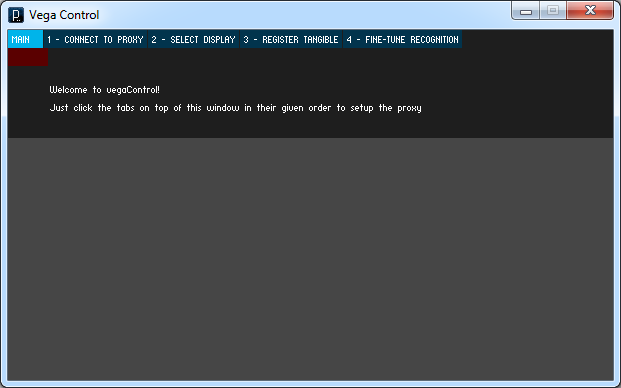 Vega Control
MAIN 1 - CONNECT TO PROXY 2 - SELECT DISPLAY 3 - REGISTER TANGIBLE 4 - FINE-TUNE RECOGNITION
Welcome to vegaControl!
Just click the tabs on top of this window in their given order to setup the proxy